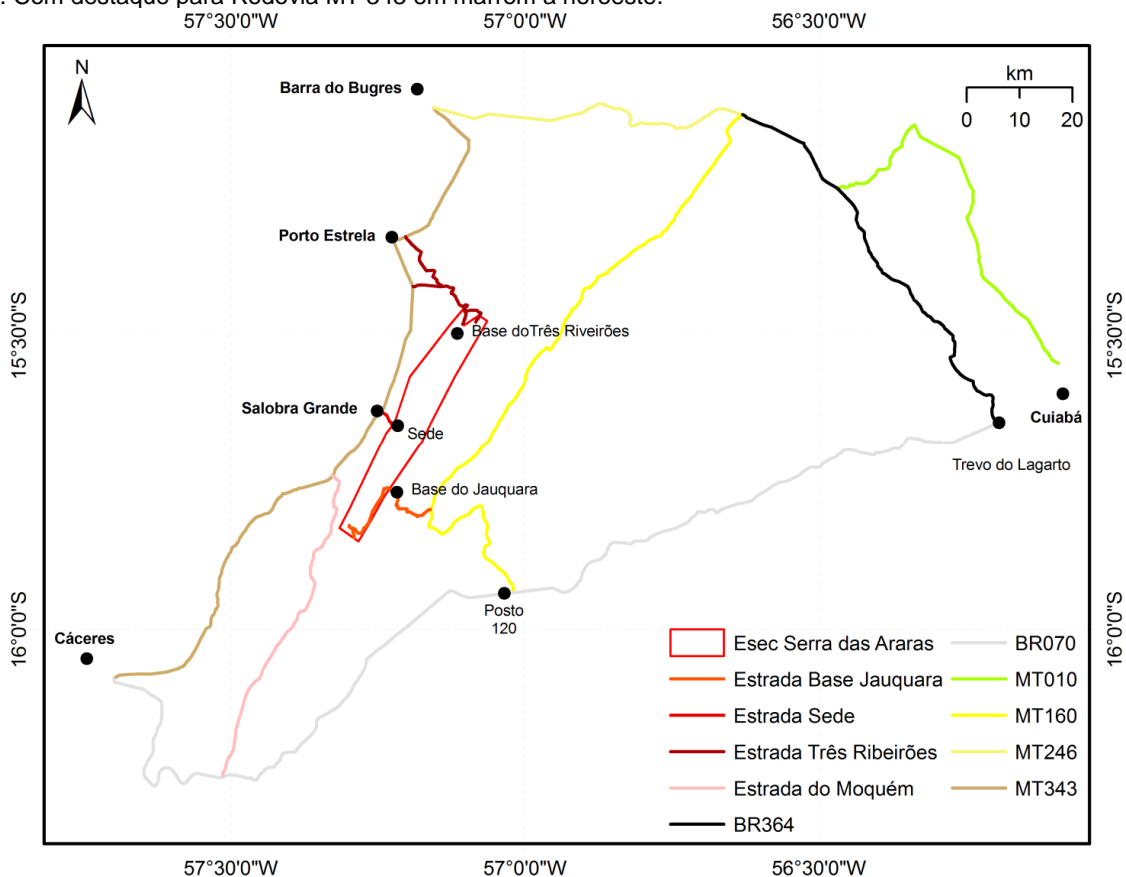 . Com destaque para Rodovia MT 343 em marrom a noroeste.
57°30'0"W 57°0'0"W 56°30'0"W
N
km
0 10 20
Barra do Bugres
Porto Estrela
15°30'0"S 15°30'0"S
Base doTrês Riveirões
Salobra Grande
Sede
Cuiabá
Trevo do Lagarto
Base do Jauquara
Posto
120
16°0'0"S 16°0'0"S
Cáceres
Esec Serra das Araras
Estrada Base Jauquara
Estrada Sede
Estrada Três Ribeirões
Estrada do Moquém
BR364
BR070
MT010
MT160
MT246
MT343
57°30'0"W 57°0'0"W 56°30'0"W